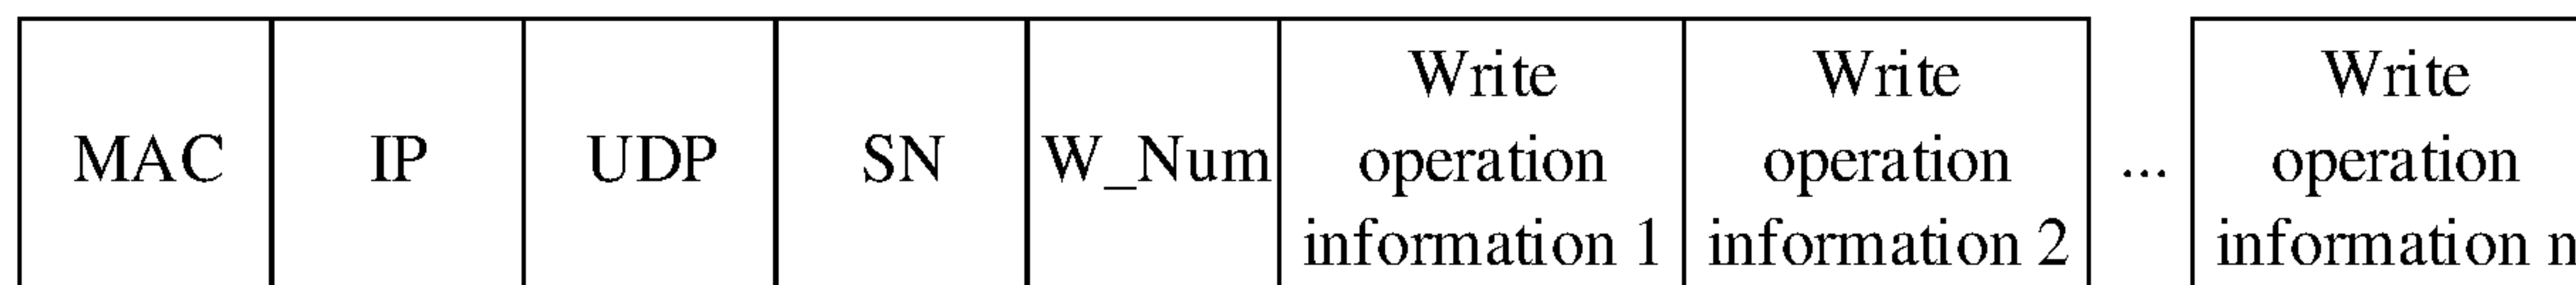 MAC
IP
UDP
SN
W_Num
Write
operation
information 1
Write
operation
information 2
...
Write
operation
information n